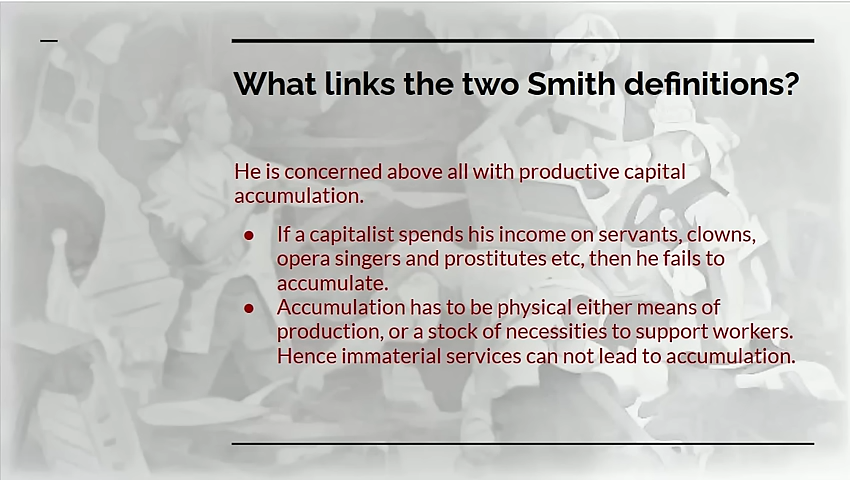 What links the two Smith definitions?
He is concerned above all with productive capital
accumulation.
● If a capitalist spends his income on servants, clowns,
opera singers and prostitutes etc, then he fails to
accumulate.
● Accumulation has to be physical either means of
production, or a stock of necessities to support workers.
Hence immaterial services can not lead to accumulation.